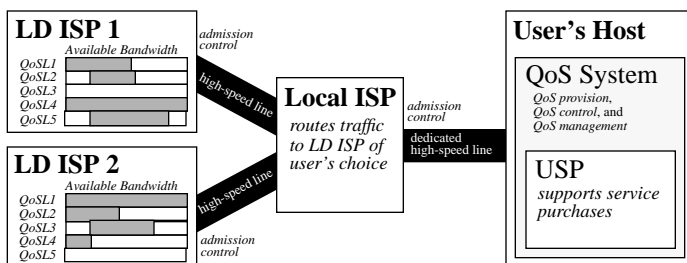 LD ISP 1
Available Bandwidth
QoSL1
QoSL2
QoSL3
QoSL4
QoSL5
admission
control
high-speed line
LD ISP 2
Available Bandwidth
QoSL1
QoSL2
QoSL3
QoSL4
QoSL5
high-speed line
admission
control
Local ISP
routes traffic
to LD ISP of
user's choice
admission
control
dedicated
high-speed line
User's Host
QoS System
QoS provision,
QoS control, and
QoS management
USP
supports service
purchases